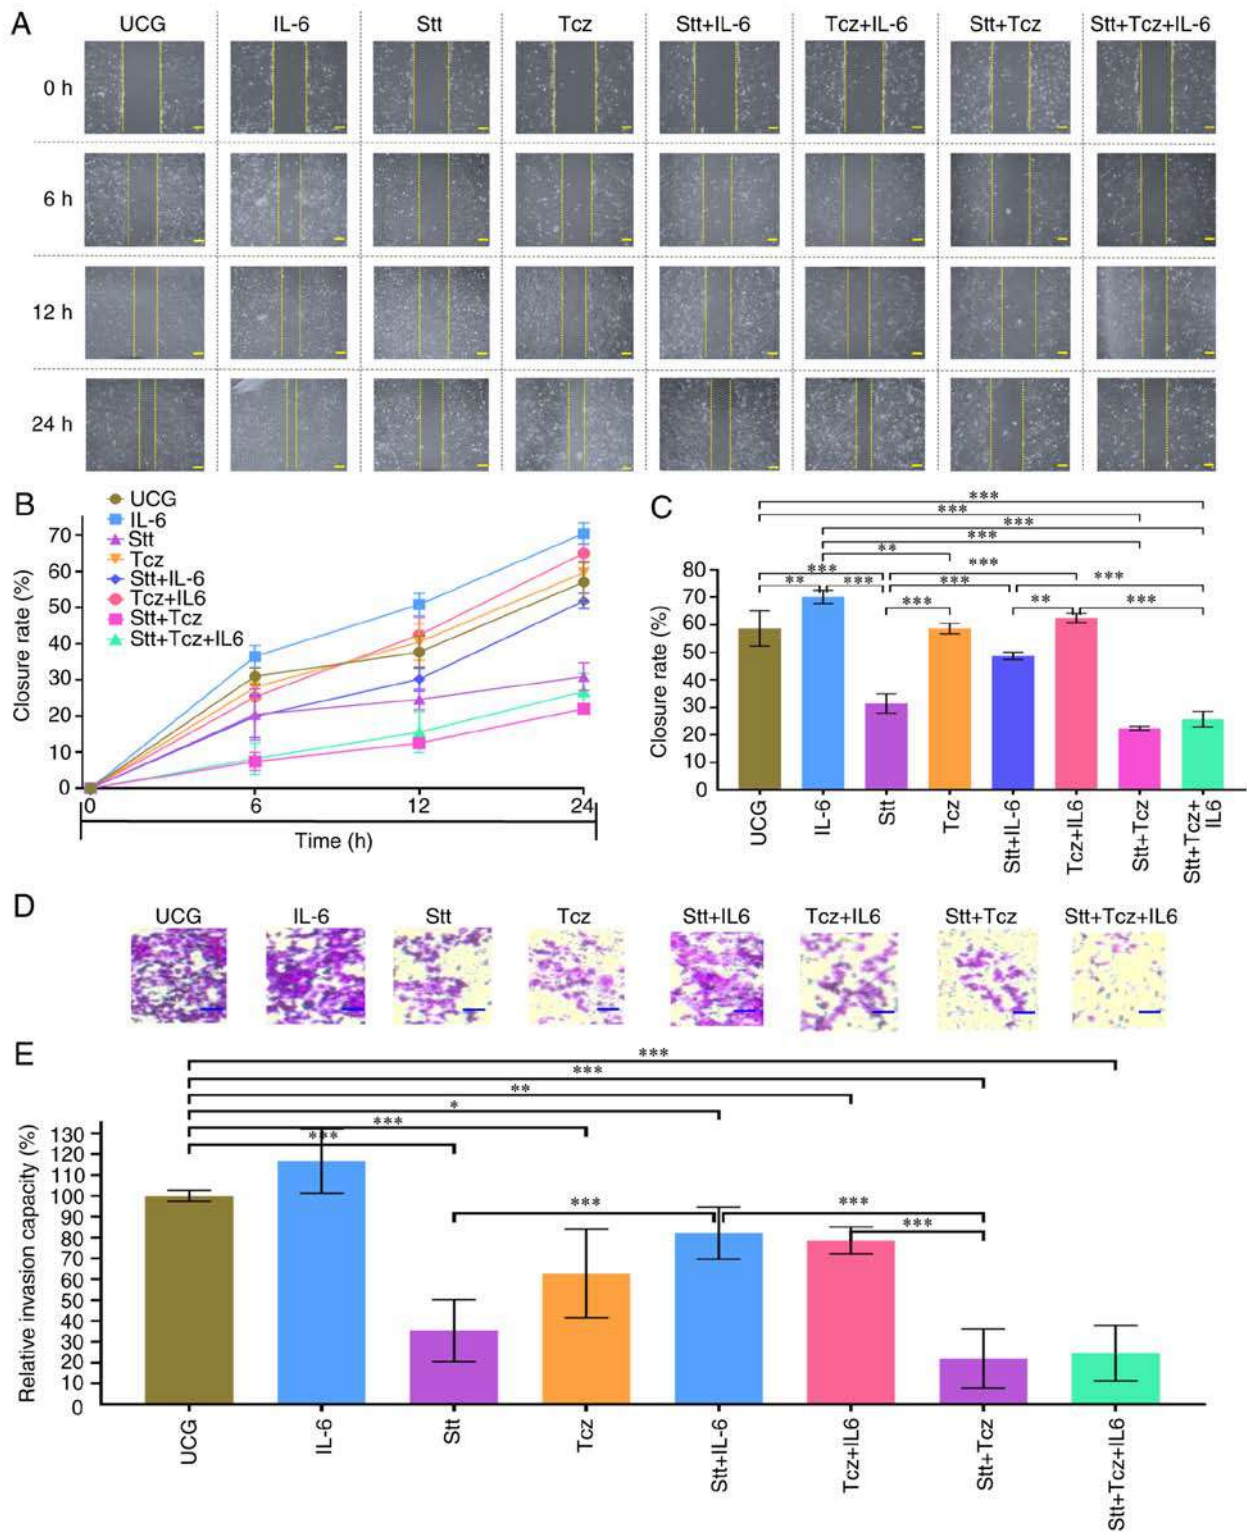 A
UCG IL-6 Stt Tcz Stt+IL-6 Tcz+IL-6 Stt+Tcz Stt+Tcz+IL-6
0 h
6 h
12 h
24 h
B
UCG
IL-6
Stt
Tcz
Stt+IL-6
Tcz+IL6
Stt+Tcz
Stt+Tcz+IL6
Closure rate (%)
70
60
50
40
30
20
10
0
0 6 12 24
Time (h)
C
***
***
***
***
**
*** ***
** *** *** ***
*** ** ***
Closure rate (%)
80
70
60
50
40
30
20
10
0
UCG IL-6 Stt Tcz Stt+IL-6 Tcz+IL6 Stt+Tcz Stt+Tcz+
IL6
D
UCG IL-6 Stt Tcz Stt+IL6 Tcz+IL6 Stt+Tcz Stt+Tcz+IL6
E
***
***
**
*
***
***
*** ***
***
Relative invasion capacity (%)
130
120
110
100
90
80
70
60
50
40
30
20
10
0
UCG IL-6 Stt Tcz Stt+IL-6 Tcz+IL6 Stt+Tcz Stt+Tcz+IL6